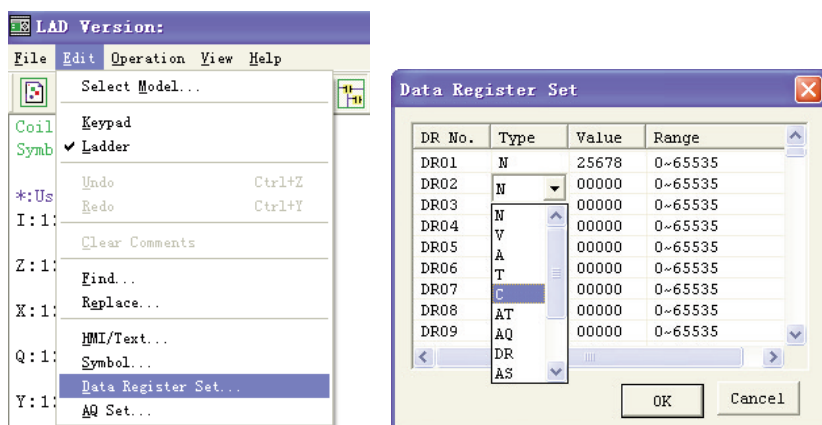 LAD Version:
File Edit Operation View Help
Select Model...
Coil
Keypad
Symb
✔ Ladder
Undo Ctrl+Z
*:Us
Redo Ctrl+Y
I:1:
Clear Comments
Z:1:
Find...
Replace...
X:1:
HMI/Text...
Q:1:
Symbol...
Data Register Set...
Y:1:
AQ Set...
Data Register Set
DR No. Type Value Range
DR01 N 25678 0~65535
DR02 N 00000 0~65535
DR03 00000 0~65535
DR04 00000 0~65535
DR05 00000 0~65535
DR06 00000 0~65535
DR07 00000 0~65535
DR08 00000 0~65535
DR09 00000 0~65535
N
V
A
T
C
AT
AQ
DR
AS
OK Cancel